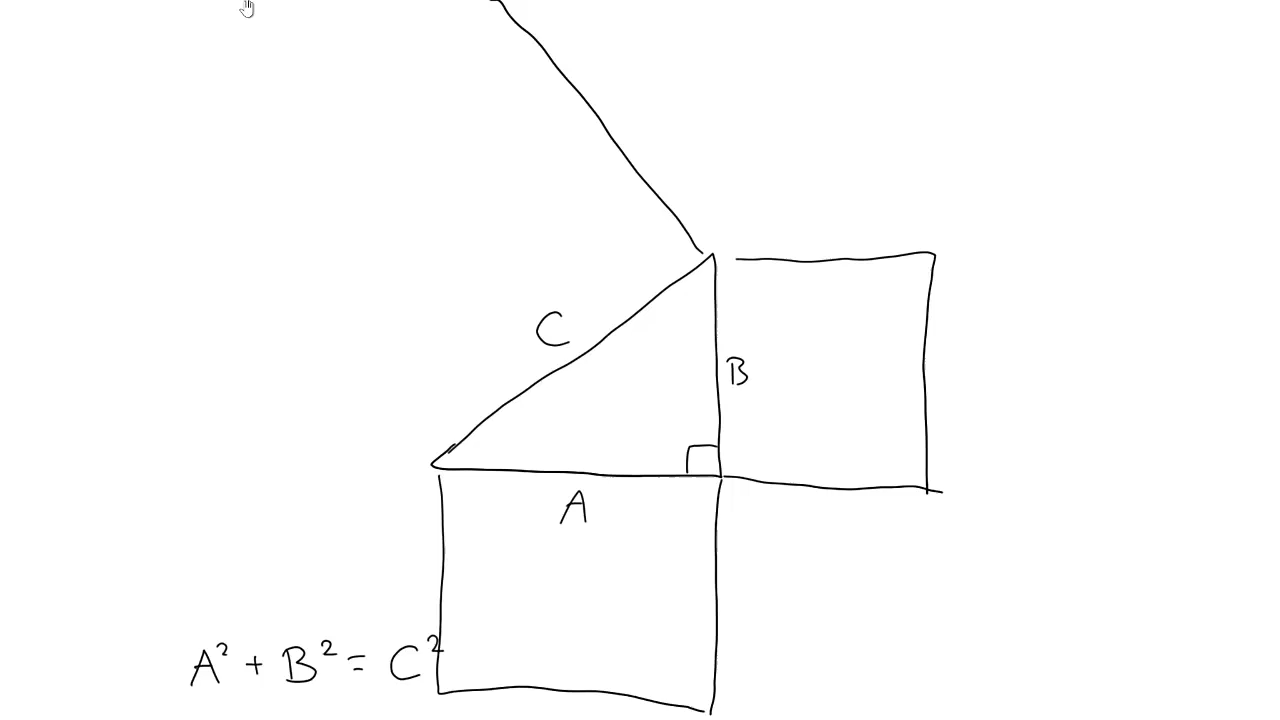 C
B
A
A² + B² = C²